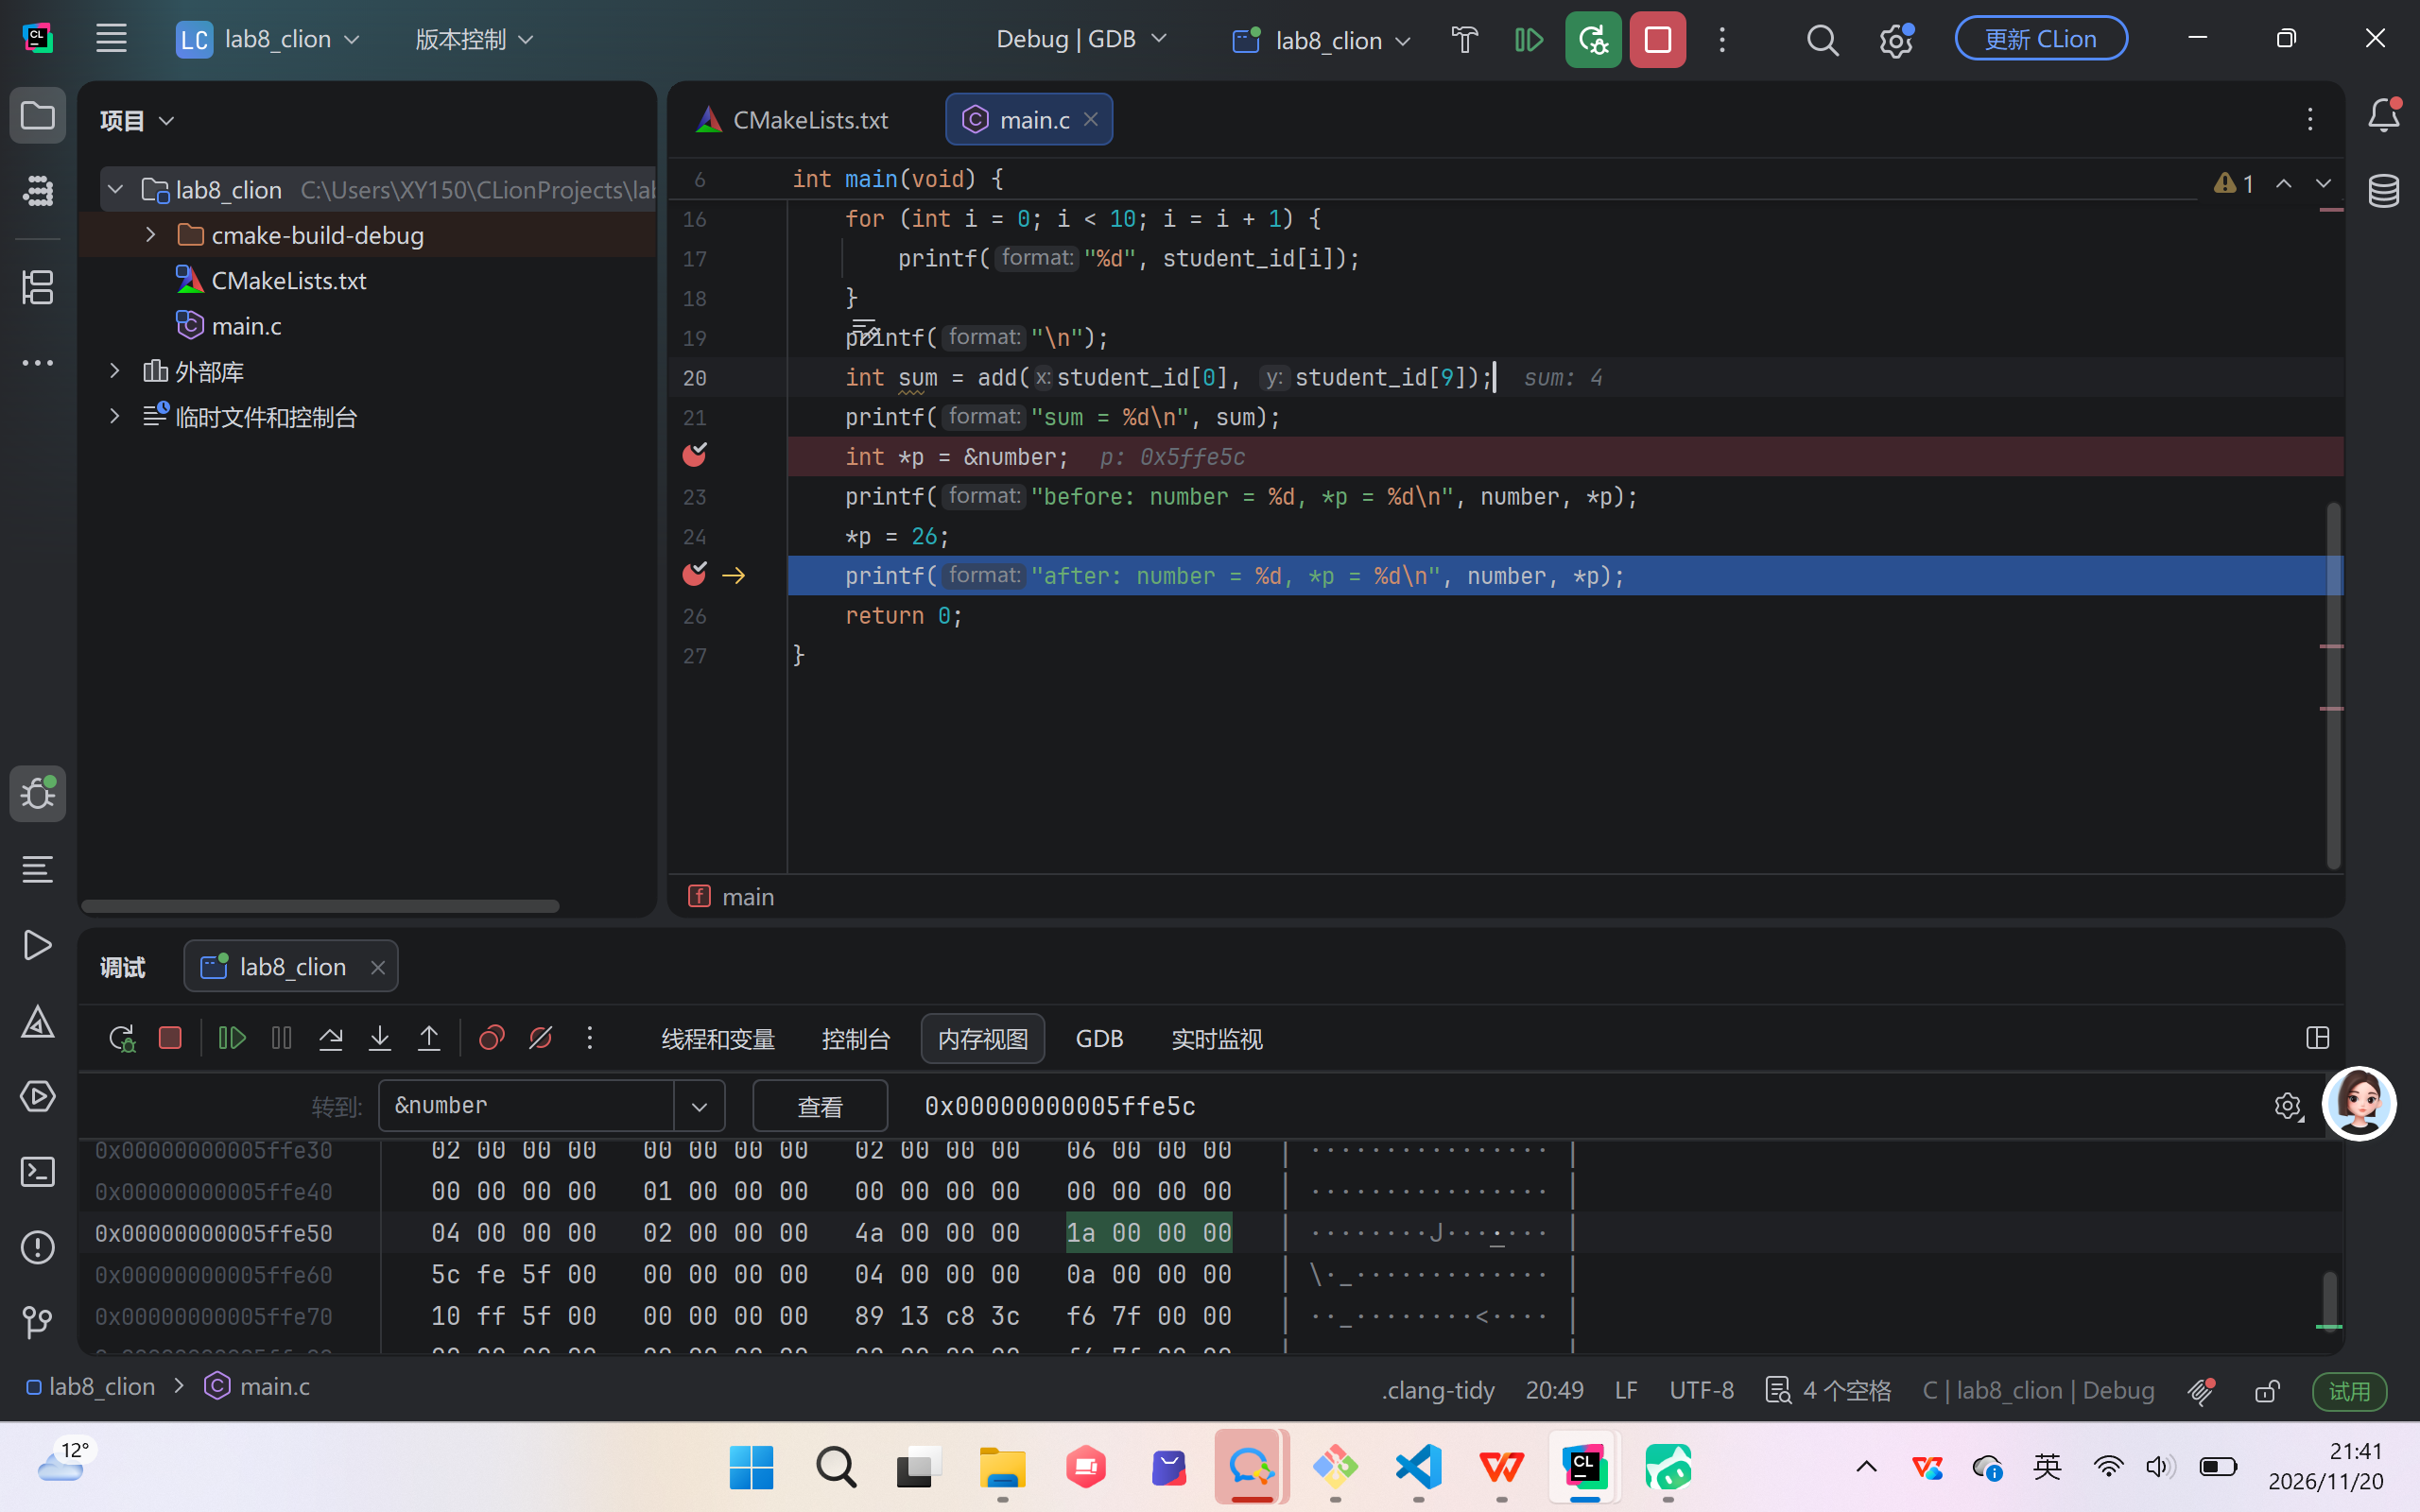 LC lab8_clion 版本控制 Debug | GDB lab8_clion 更新 CLion
项目
lab8_clion C:\Users\XY150\CLionProjects\lab
cmake-build-debug
CMakeLists.txt
main.c
外部库
临时文件和控制台
CMakeLists.txt main.c
6 int main(void) {
1
16 for (int i = 0; i < 10; i = i + 1) {
17 printf( format: "%d", student_id[i]);
18 }
19 printf( format: "\n");
20 int sum = add( x: student_id[0], y: student_id[9]); sum: 4
21 printf( format: "sum = %d\n", sum);
int *p = &number; p: 0x5ffe5c
23 printf( format: "before: number = %d, *p = %d\n", number, *p);
24 *p = 26;
printf( format: "after: number = %d, *p = %d\n", number, *p);
26 return 0;
27 }
f main
调试 lab8_clion
线程和变量 控制台 内存视图 GDB 实时监视
转到: &number 查看 0x00000000005ffe5c
0x00000000005ffe30 02 00 00 00 00 00 00 00 02 00 00 00 06 00 00 00 | ················ |
0x00000000005ffe40 00 00 00 00 01 00 00 00 00 00 00 00 00 00 00 00 | ················ |
0x00000000005ffe50 04 00 00 00 02 00 00 00 4a 00 00 00 1a 00 00 00 | ········J······· |
0x00000000005ffe60 5c fe 5f 00 00 00 00 00 04 00 00 00 0a 00 00 00 | \·_············· |
0x00000000005ffe70 10 ff 5f 00 00 00 00 00 89 13 c8 3c f6 7f 00 00 | ··_········<···· |
lab8_clion main.c .clang-tidy 20:49 LF UTF-8 4 个空格 C | lab8_clion | Debug 试用
12° CL 英 21:41
2026/11/20